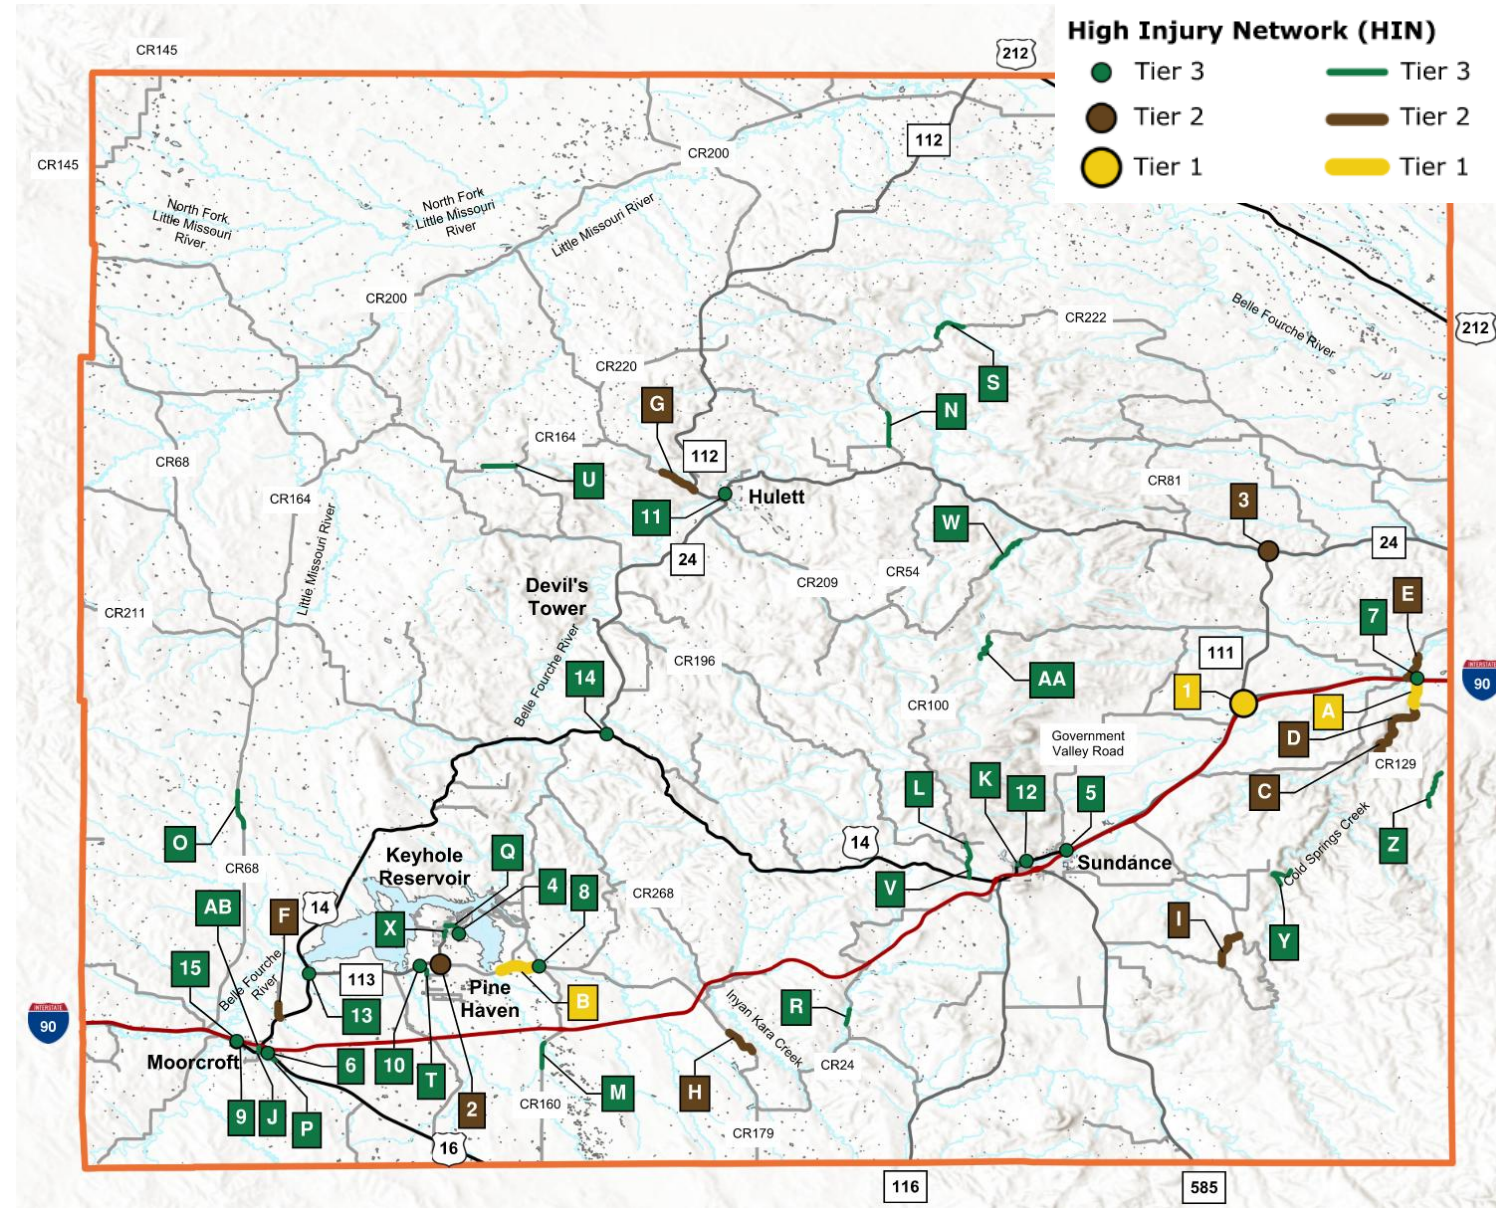 High Injury Network (HIN)
Tier 3
Tier 3
Tier 2
Tier 2
Tier 1
Tier 1
CR145
212
112
CR145
CR200
North Fork
Little Missouri
River
North Fork
Little Missouri
River
Little Missouri River
CR200
Belle Fourche River
CR222
212
CR220
S
G
N
CR164
112
CR68
U
CR81
CR164
Hulett
3
11
W
Little Missouri River
24
24
Devil's
Tower
CR209
CR54
E
CR211
7
Belle Fourche River
111
CR196
AA
14
1
INTERSTATE
90
A
CR100
D
Government
Valley Road
CR129
L
K
12
5
C
O
14
Z
Keyhole
Reservoir
Q
Sundance
Cold Springs Creek
CR68
4
8
V
CR268
AB
F
14
X
I
Y
15
Belle Fourche
River
113
Pine
Haven
B
R
Inyan Kara Creek
INTERSTATE
90
13
Moorcroft
6
10
T
M
H
CR24
9
J
P
2
CR160
CR179
16
116
585